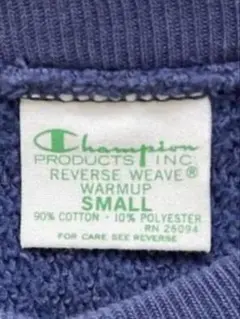 Champion
PRODUCTS INC.
REVERSE WEAVE®
WARMUP
SMALL
90% COTTON · 10% POLYESTER
RN 26094
FOR CARE SEE REVERSE